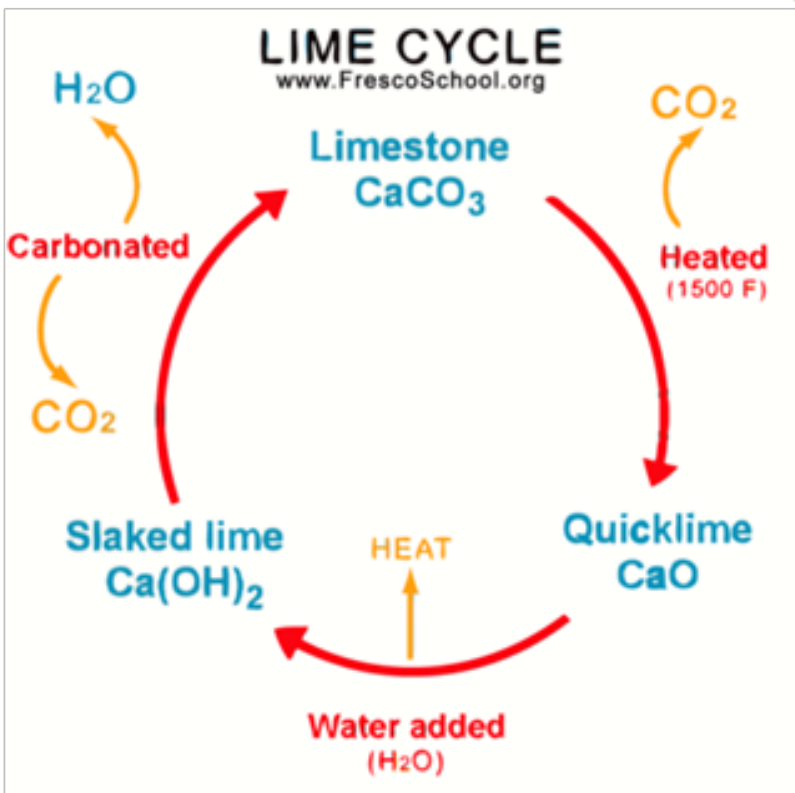 LIME CYCLE
www.FrescoSchool.org
H2O
CO2
Limestone
CaCO3
Carbonated
Heated
(1500 F)
CO2
Slaked lime
Ca(OH)2
HEAT
Quicklime
CaO
Water added
(H2O)